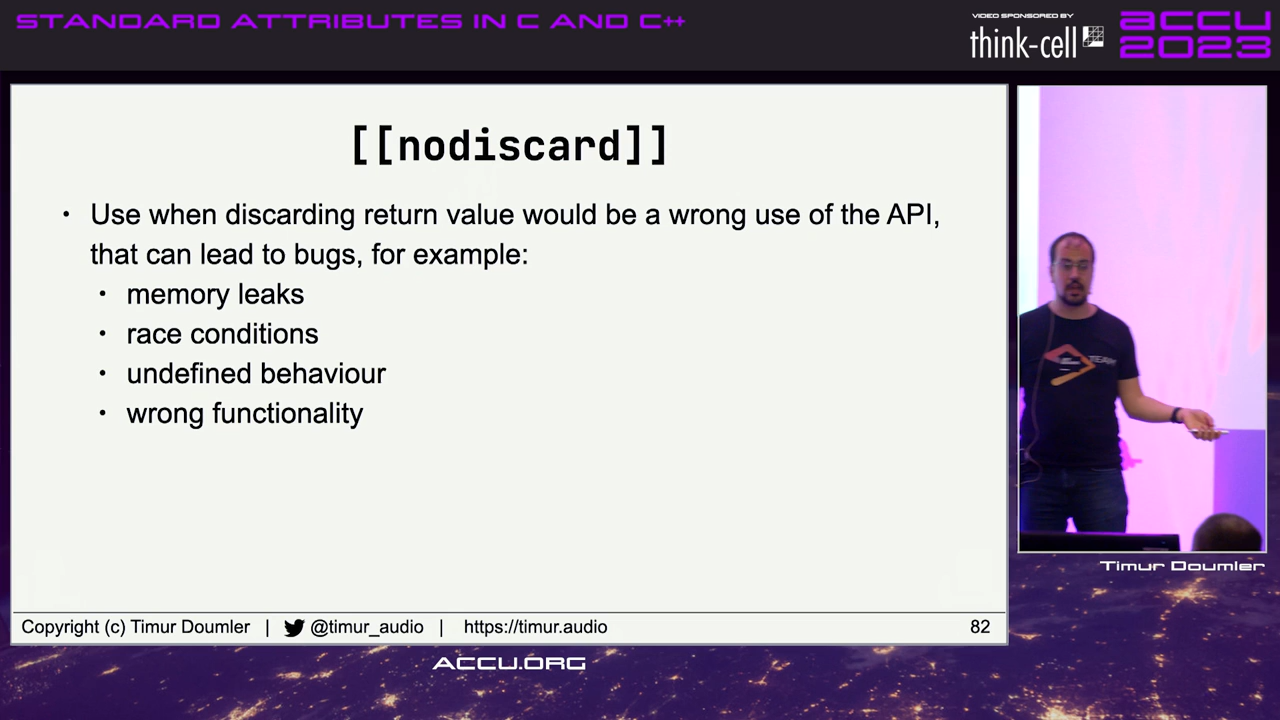 STANDARD ATTRIBUTES IN C AND C++
VIDEO SPONSORED BY
think-cell
ACCU
2023
[[nodiscard]]
• Use when discarding return value would be a wrong use of the API,
that can lead to bugs, for example:
• memory leaks
• race conditions
• undefined behaviour
• wrong functionality
TEAM
Timur Doumler
Copyright (c) Timur Doumler | @timur_audio | https://timur.audio
82
ACCU.ORG